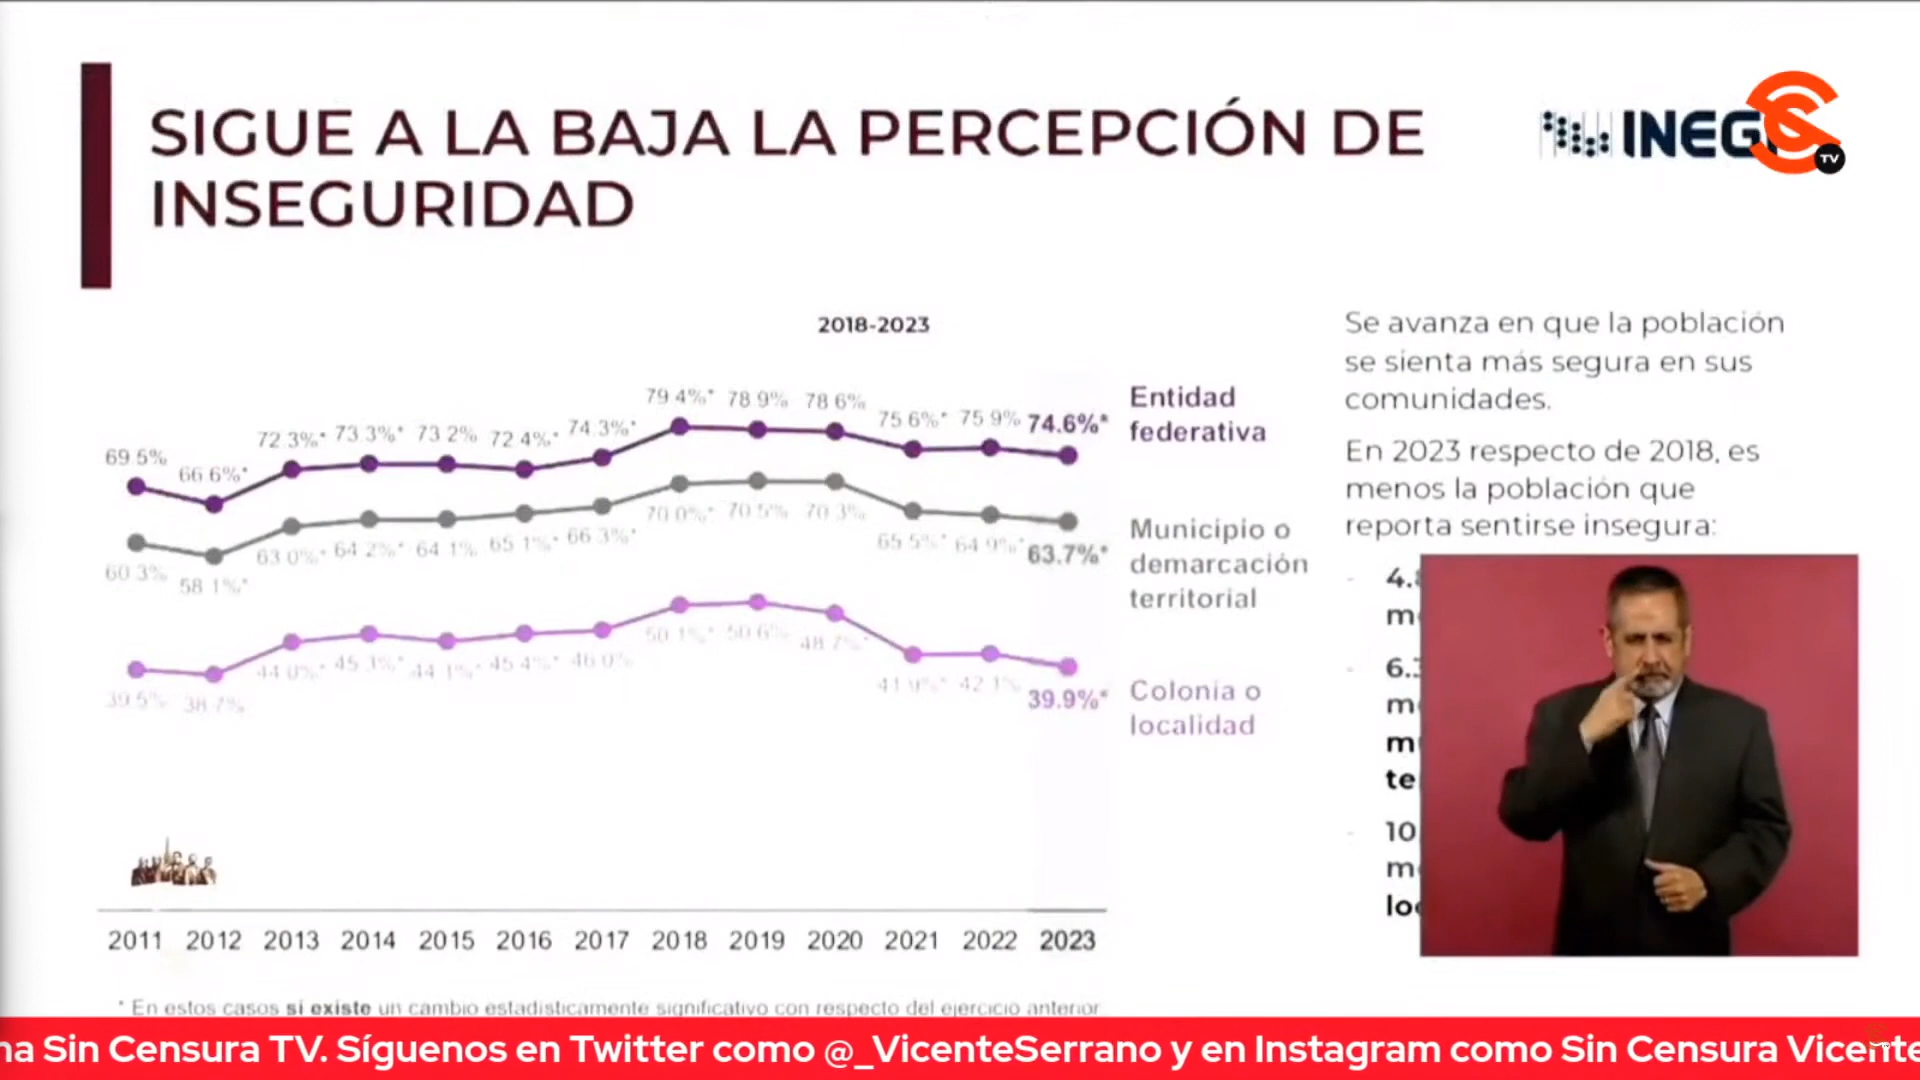 SIGUE A LA BAJA LA PERCEPCIÓN DE
INSEGURIDAD
INEG
TV
2018-2023
69.5%
66.6%*
72.3%*
73.3%*
73.2%
72.4%*
74.3%*
79.4%*
78.9%
78.6%
75.6%*
75.9%
74.6%*
Entidad
federativa
60.3%
58.1%*
63.0%*
64.2%*
64.1%
65.1%*
66.3%*
70.0%*
70.5%
70.3%
65.5%*
64.9%*
63.7%*
Municipio o
demarcación
territorial
39.5%
38.7%
44.0%*
45.3%*
44.1%*
45.4%*
46.0%
50.1%*
50.6%
48.7%*
41.9%*
42.1%
39.9%*
Colonia o
localidad
2011 2012 2013 2014 2015 2016 2017 2018 2019 2020 2021 2022 2023
* En estos casos si existe un cambio estadísticamente significativo con respecto del ejercicio anterior
Se avanza en que la población
se sienta más segura en sus
comunidades.
En 2023 respecto de 2018, es
menos la población que
reporta sentirse insegura:
na Sin Censura TV. Síguenos en Twitter como @_VicenteSerrano y en Instagram como Sin Censura Vicente